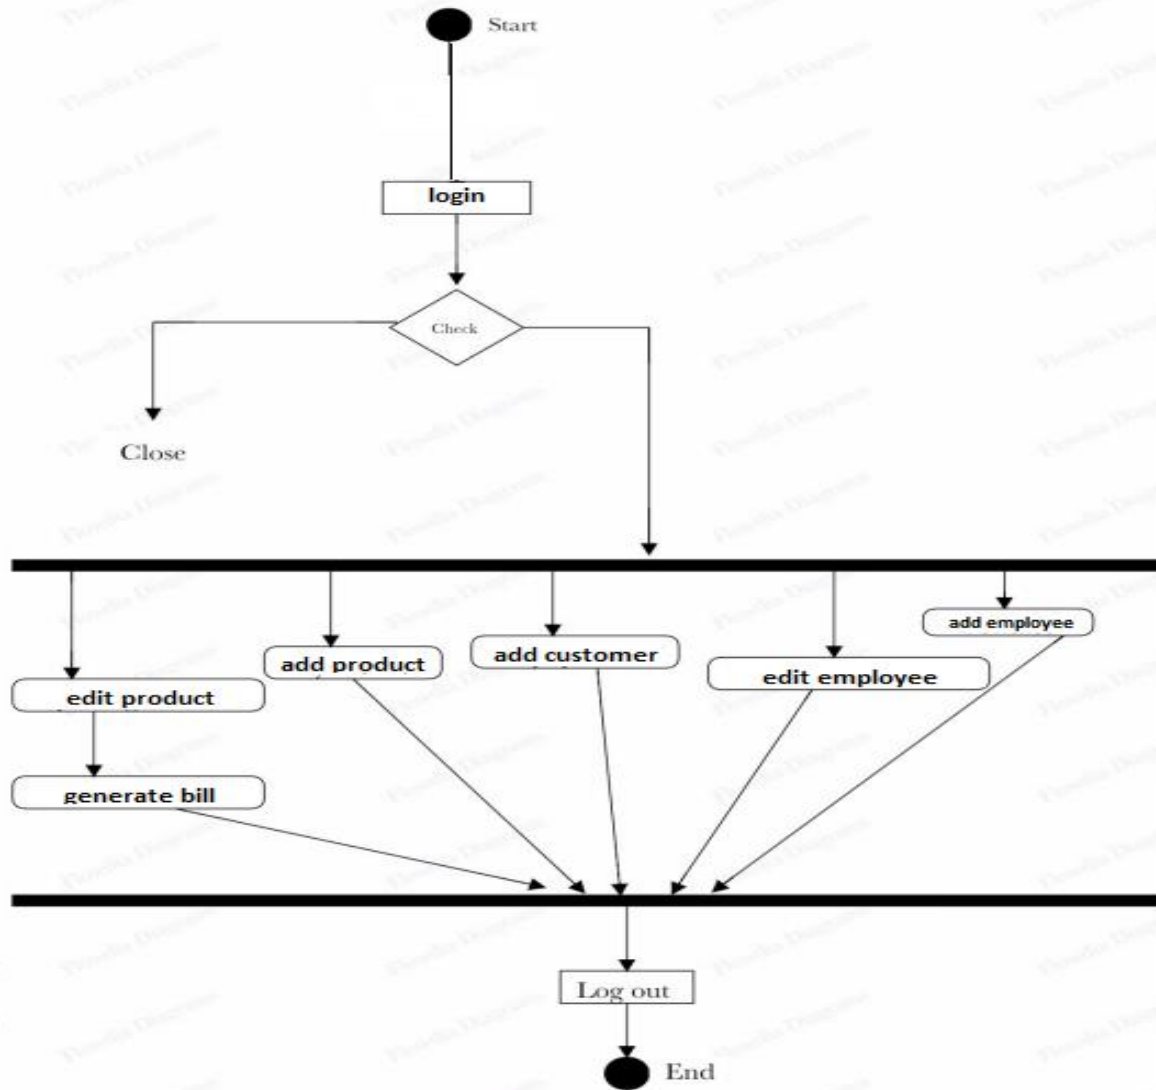 Start
login
Check
Close
add employee
add customer
add product
edit employee
edit product
generate bill
Log out
End